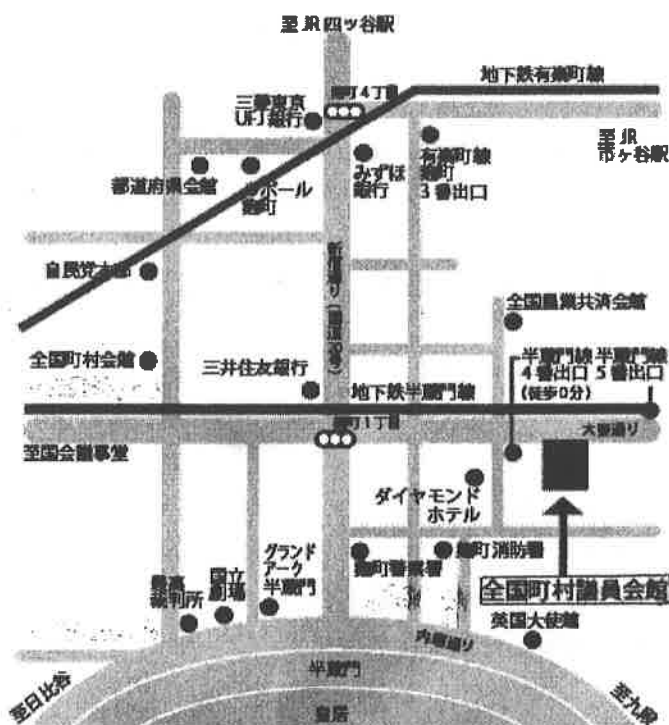 至JR四ツ谷駅
地下鉄有楽町線
麹町4丁目
三菱東京
UFJ銀行
至JR
市ヶ谷駅
有楽町線
麹町
3番出口
みずほ
銀行
都道府県会館
麹町
自民党本部
新宿通り
全国農業共済会館
全国町村会館
三井住友銀行
半蔵門線
4番出口
(徒歩0分)
半蔵門線
5番出口
地下鉄半蔵門線
麹町1丁目
大妻通り
至国会議事堂
ダイヤモンド
ホテル
麹町警察署
麹町消防署
グランド
アーク
半蔵門
国立
劇場
最高
裁判所
全国町村議員会館
英国大使館
内堀通り
半蔵門
皇居
至日比谷
至九段